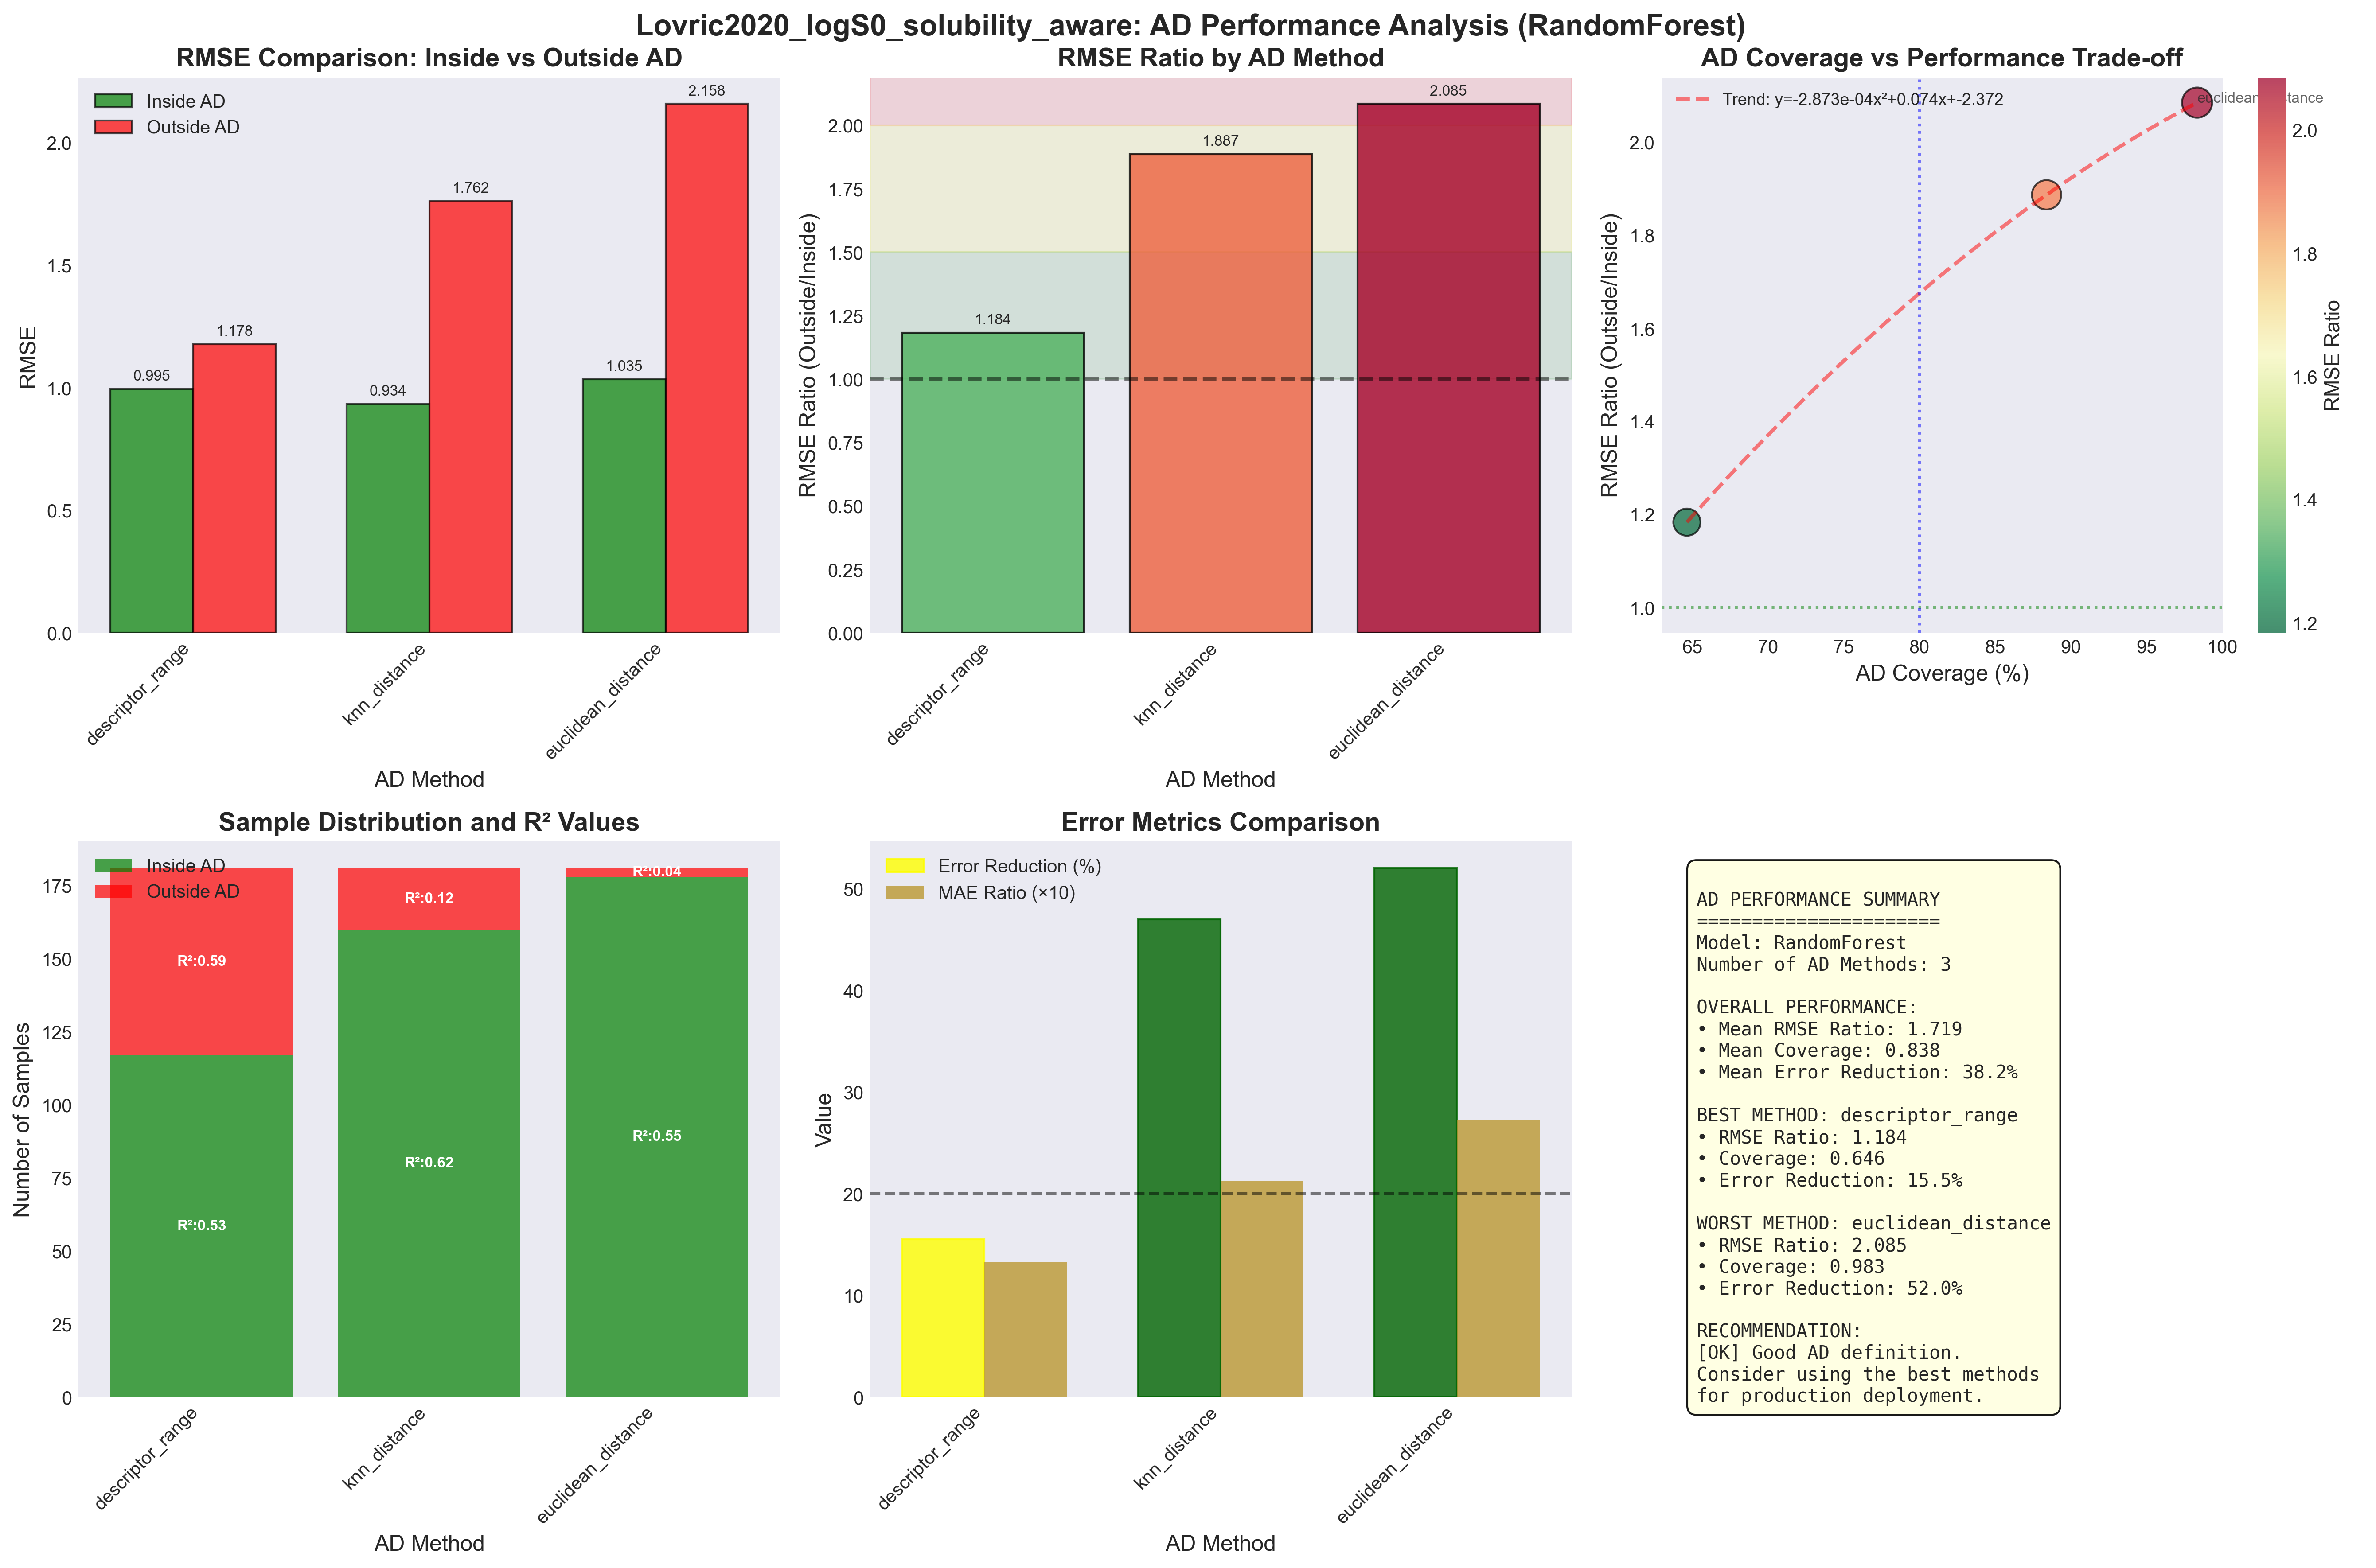 Lovric2020_logS0_solubility_aware: AD Performance Analysis (RandomForest)
RMSE Comparison: Inside vs Outside AD
Inside AD
Outside AD
RMSE
2.0
1.5
1.0
0.5
0.0
0.995
1.178
0.934
1.762
1.035
2.158
descriptor_range
knn_distance
euclidean_distance
AD Method
RMSE Ratio by AD Method
RMSE Ratio (Outside/Inside)
2.00
1.75
1.50
1.25
1.00
0.75
0.50
0.25
0.00
1.184
1.887
2.085
descriptor_range
knn_distance
euclidean_distance
AD Method
AD Coverage vs Performance Trade-off
Trend: y=-2.873e-04x²+0.074x+-2.372
euclidean_distance
RMSE Ratio (Outside/Inside)
2.0
1.8
1.6
1.4
1.2
1.0
65
70
75
80
85
90
95
100
AD Coverage (%)
2.0
1.8
1.6
1.4
1.2
RMSE Ratio
Sample Distribution and R² Values
Inside AD
Outside AD
Number of Samples
175
150
125
100
75
50
25
0
R²:0.59
R²:0.53
R²:0.12
R²:0.62
R²:0.04
R²:0.55
descriptor_range
knn_distance
euclidean_distance
AD Method
Error Metrics Comparison
Error Reduction (%)
MAE Ratio (×10)
Value
50
40
30
20
10
0
descriptor_range
knn_distance
euclidean_distance
AD Method
AD PERFORMANCE SUMMARY
======================
Model: RandomForest
Number of AD Methods: 3
OVERALL PERFORMANCE:
• Mean RMSE Ratio: 1.719
• Mean Coverage: 0.838
• Mean Error Reduction: 38.2%
BEST METHOD: descriptor_range
• RMSE Ratio: 1.184
• Coverage: 0.646
• Error Reduction: 15.5%
WORST METHOD: euclidean_distance
• RMSE Ratio: 2.085
• Coverage: 0.983
• Error Reduction: 52.0%
RECOMMENDATION:
[OK] Good AD definition.
Consider using the best methods
for production deployment.